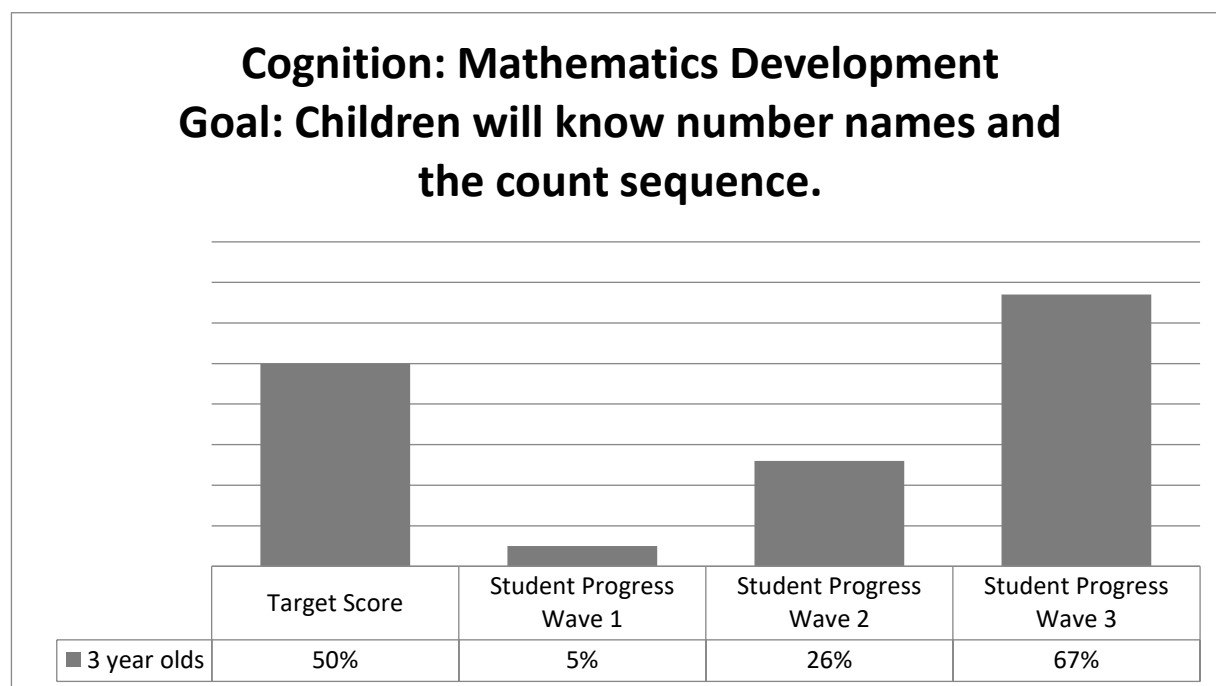 Cognition: Mathematics Development
Goal: Children will know number names and
the count sequence.
Target Score
Student Progress
Wave 1
Student Progress
Wave 2
Student Progress
Wave 3
3 year olds 50% 5% 26% 67%